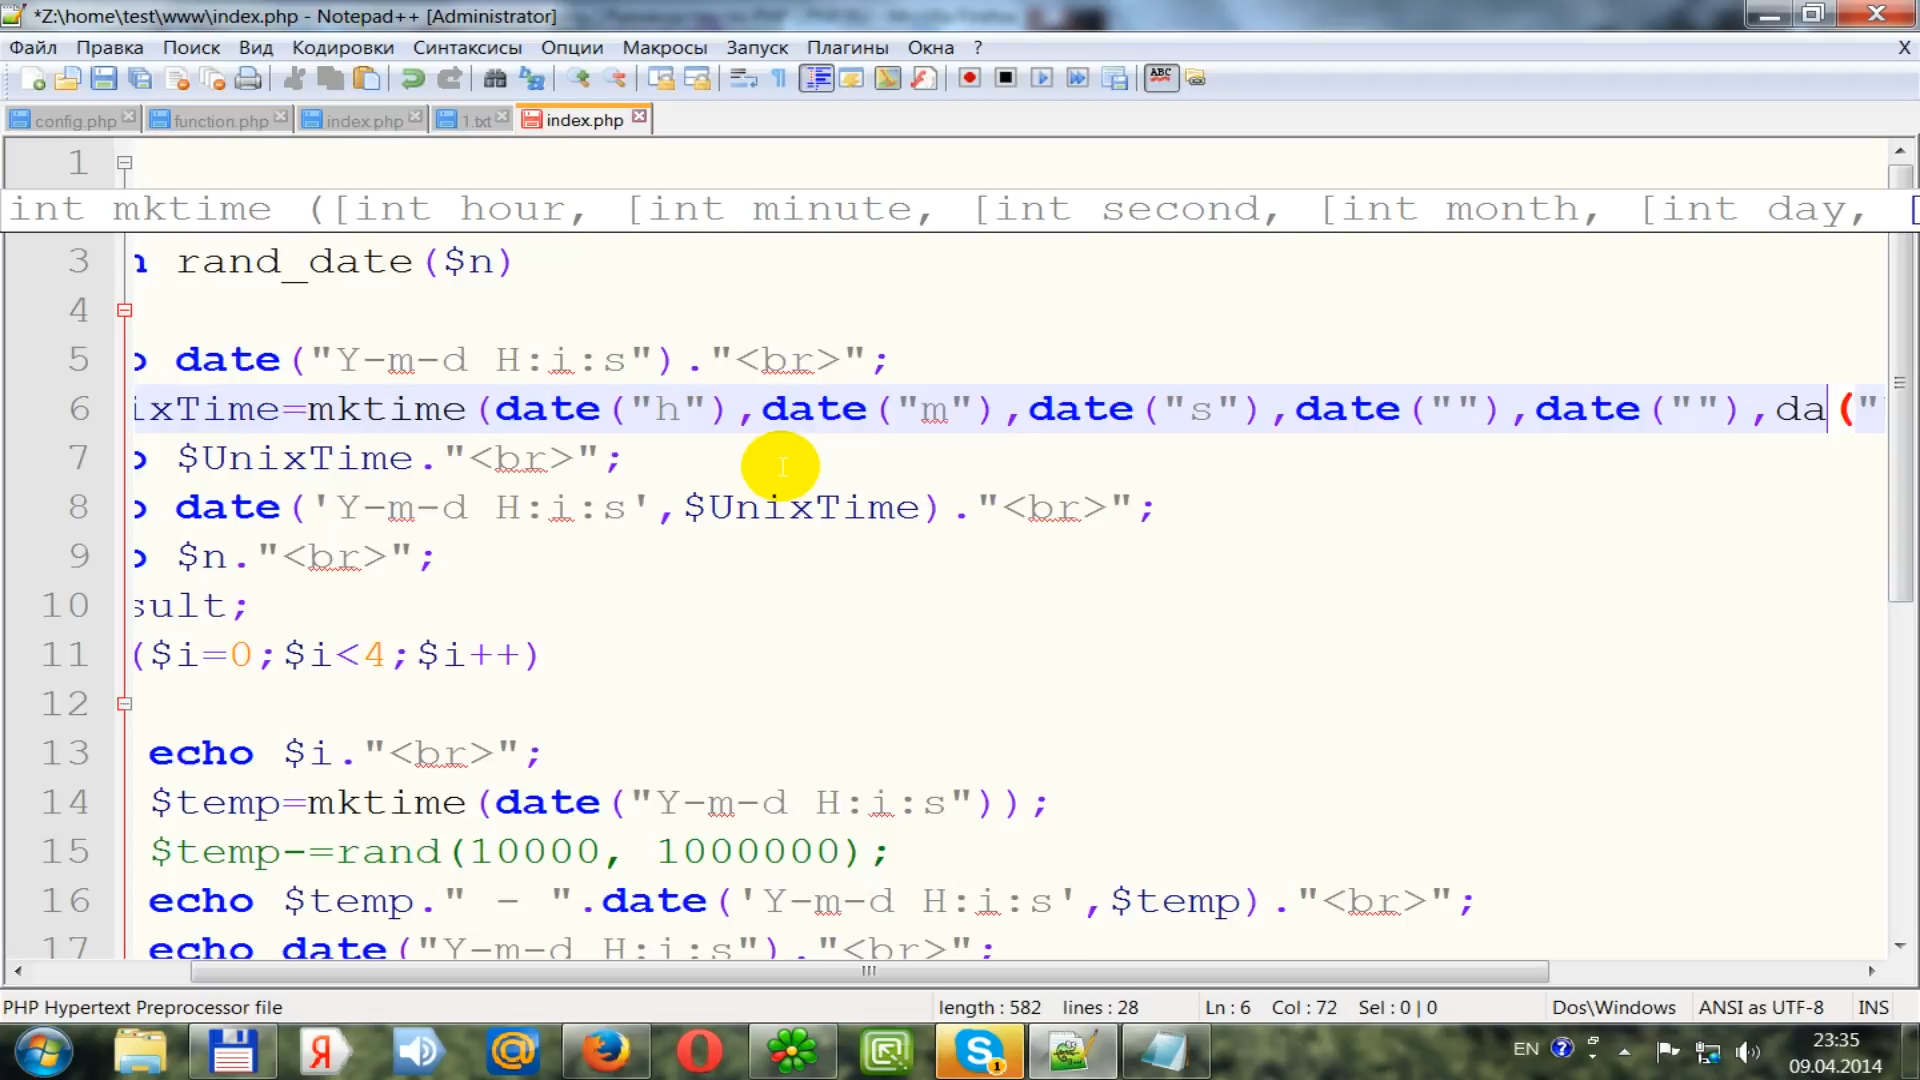 *Z:\home\test\www\index.php - Notepad++ [Administrator]
Файл Правка Поиск Вид Кодировки Синтаксисы Опции Макросы Запуск Плагины Окна ? X
ABC
config.php function.php index.php 1.txt index.php
1
int mktime ([int hour, [int minute, [int second, [int month, [int day, [
3 n rand_date($n)
4
5 o date("Y-m-d H:i:s")."<br>";
6 ixTime=mktime(date("h"),date("m"),date("s"),date(""),date(""),da("
7 o $UnixTime."<br>";
8 o date('Y-m-d H:i:s',$UnixTime)."<br>";
9 o $n."<br>";
10 sult;
11 ($i=0;$i<4;$i++)
12
13 echo $i."<br>";
14 $temp=mktime(date("Y-m-d H:i:s"));
15 $temp-=rand(10000, 1000000);
16 echo $temp." - ".date('Y-m-d H:i:s',$temp)."<br>";
17 echo date("Y-m-d H:i:s")."<br>";
PHP Hypertext Preprocessor file length : 582 lines : 28 Ln : 6 Col : 72 Sel : 0 | 0 Dos\Windows ANSI as UTF-8 INS
EN 23:35
09.04.2014